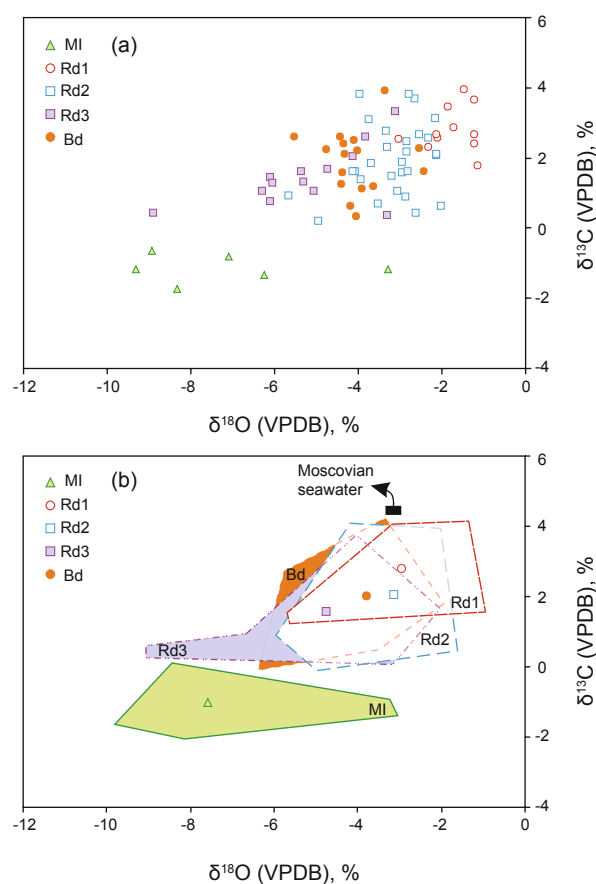 (a)
MI
Rd1
Rd2
Rd3
Bd
6
4
2
0
-2
-4
δ¹³C (VPDB), %
-12
-10
-8
-6
-4
-2
0
δ¹⁸O (VPDB), %
(b)
MI
Rd1
Rd2
Rd3
Bd
Moscovian
seawater
Bd
Rd1
Rd2
Rd3
MI
6
4
2
0
-2
-4
δ¹³C (VPDB), %
-12
-10
-8
-6
-4
-2
0
δ¹⁸O (VPDB), %